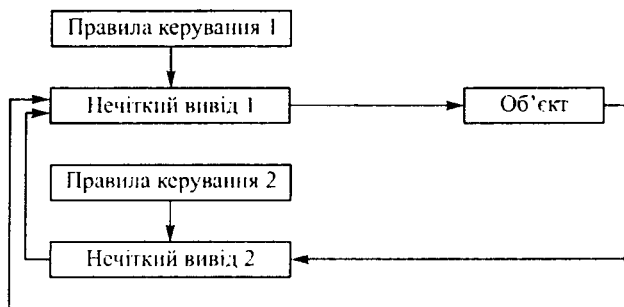 Правила керування 1
Нечіткий вивід 1
Об’єкт
Правила керування 2
Нечіткий вивід 2